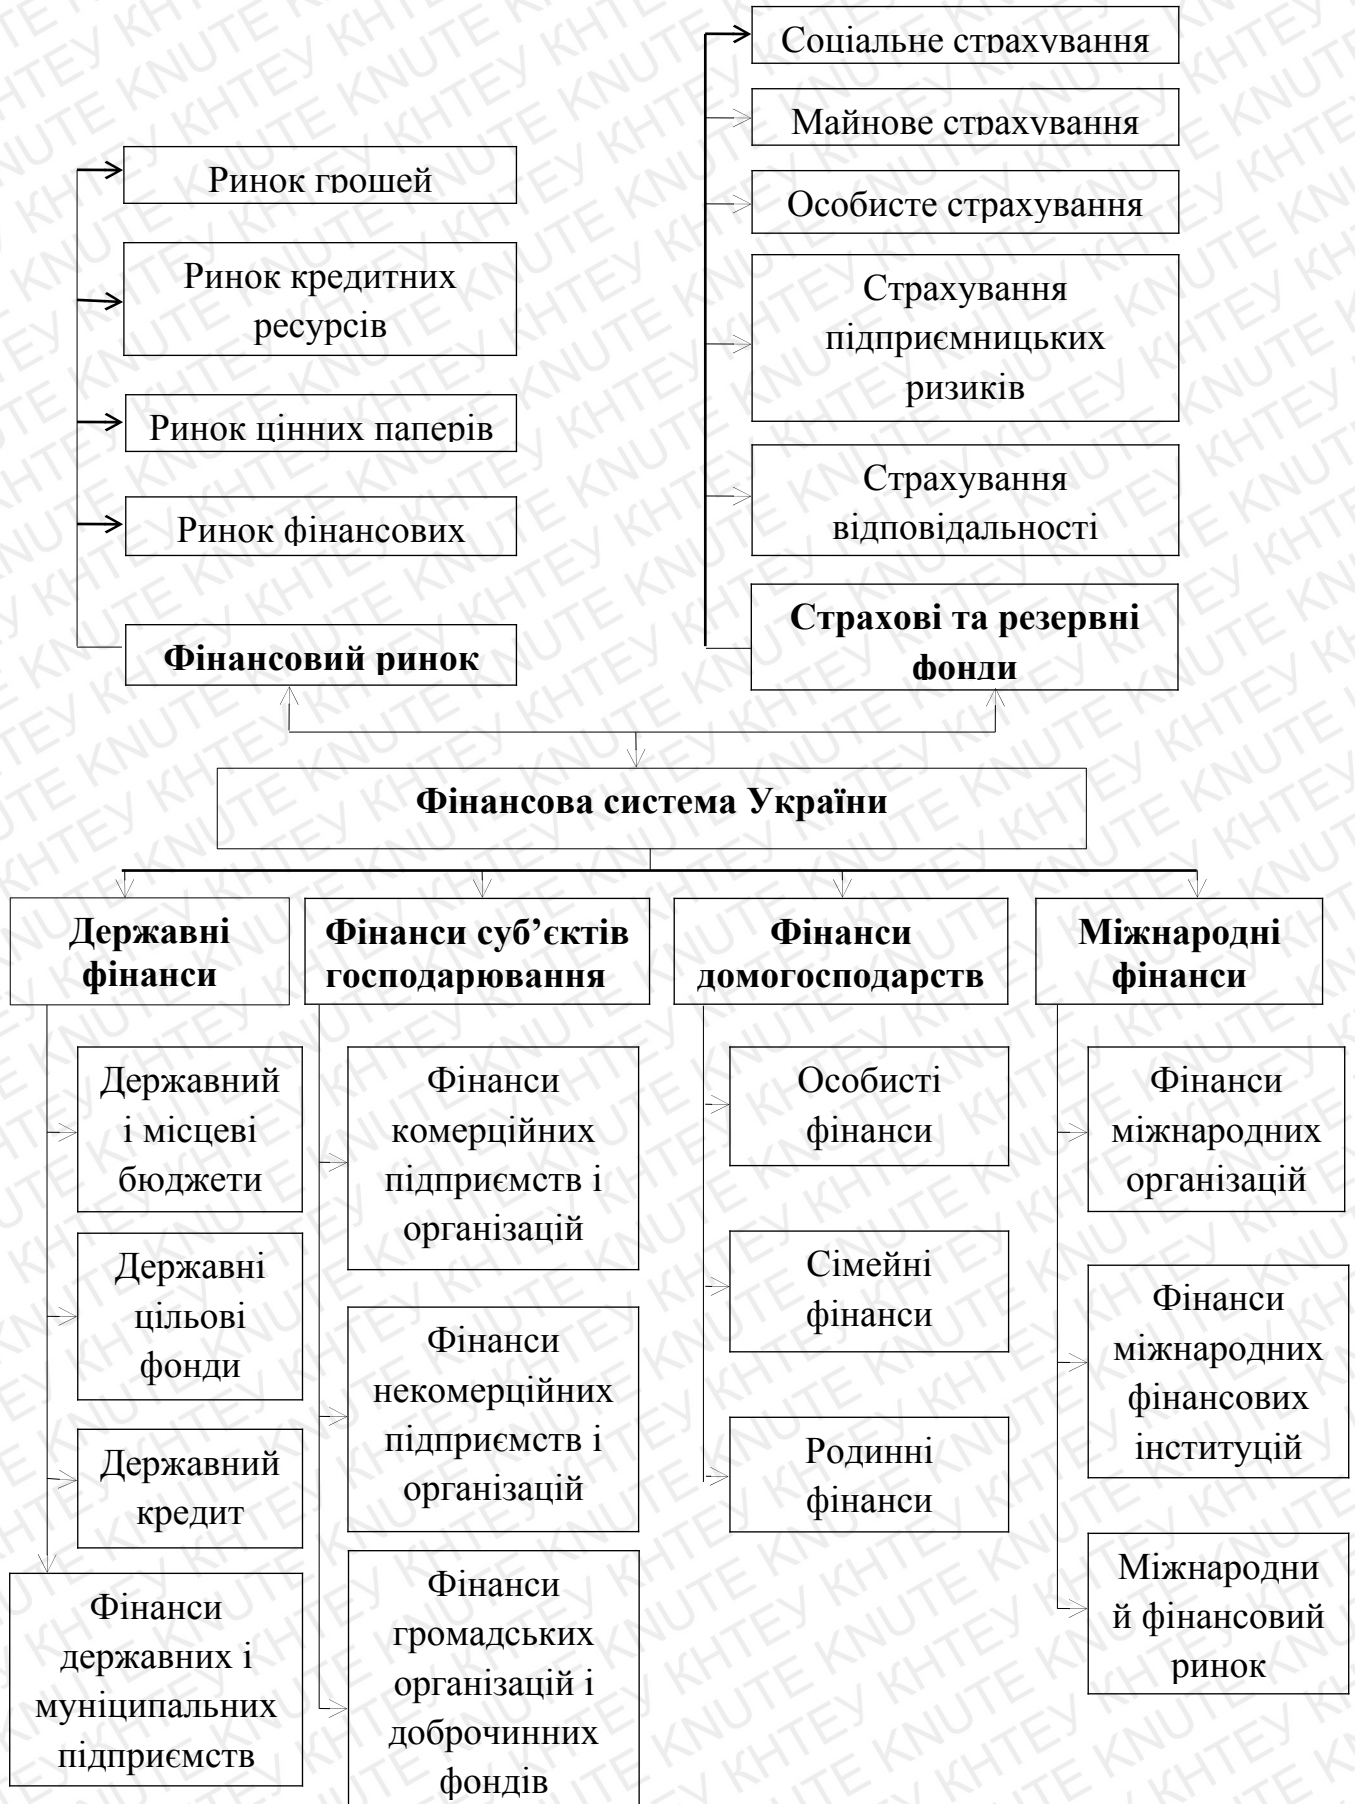 Соціальне страхування
Майнове страхування
Особисте страхування
Страхування
підприємницьких
ризиків
Страхування
відповідальності
Страхові та резервні
фонди
Ринок грошей
Ринок кредитних
ресурсів
Ринок цінних паперів
Ринок фінансових
Фінансовий ринок
Фінансова система України
Державні
фінанси
Державний
і місцеві
бюджети
Державні
цільові
фонди
Державний
кредит
Фінанси
державних і
муніципальних
підприємств
Фінанси суб’єктів
господарювання
Фінанси
комерційних
підприємств і
організацій
Фінанси
некомерційних
підприємств і
організацій
Фінанси
громадських
організацій і
доброчинних
фондів
Фінанси
домогосподарств
Особисті
фінанси
Сімейні
фінанси
Родинні
фінанси
Міжнародні
фінанси
Фінанси
міжнародних
організацій
Фінанси
міжнародних
фінансових
інституцій
Міжнародни
й фінансовий
ринок